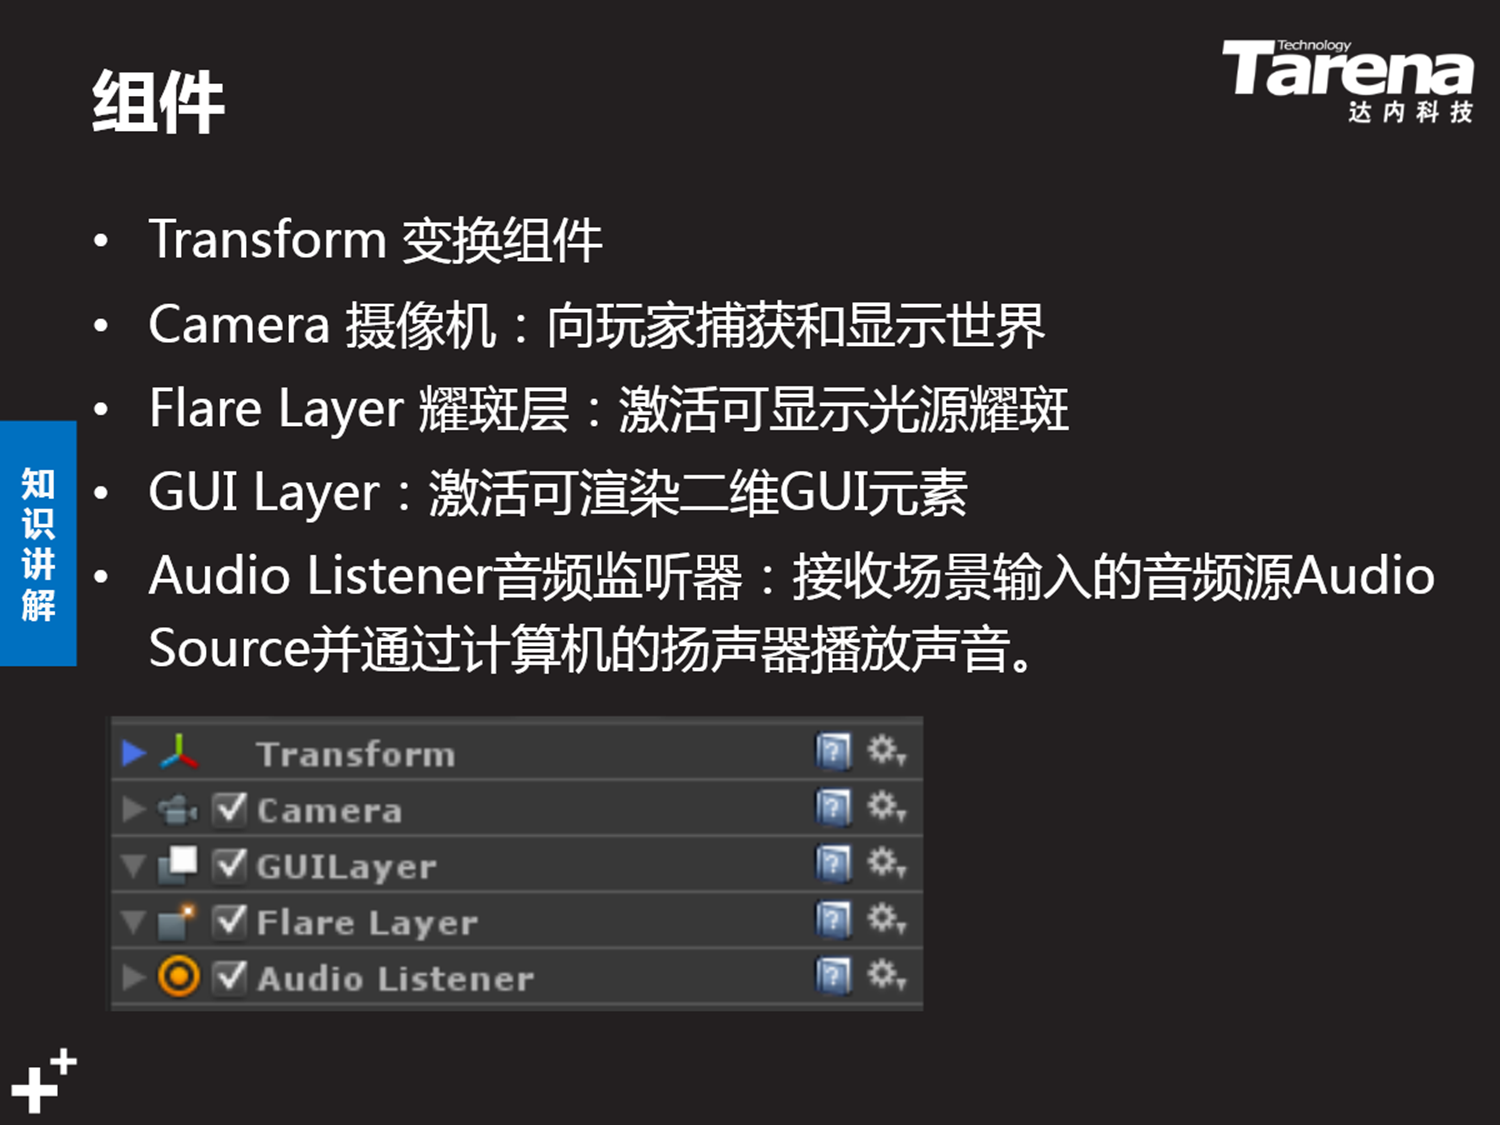 组件
Technology
Tarena
达内科技
• Transform 变换组件
• Camera 摄像机：向玩家捕获和显示世界
• Flare Layer 耀斑层：激活可显示光源耀斑
• GUI Layer：激活可渲染二维GUI元素
• Audio Listener音频监听器：接收场景输入的音频源Audio
Source并通过计算机的扬声器播放声音。
知识讲解
Transform
Camera
GUILayer
Flare Layer
Audio Listener